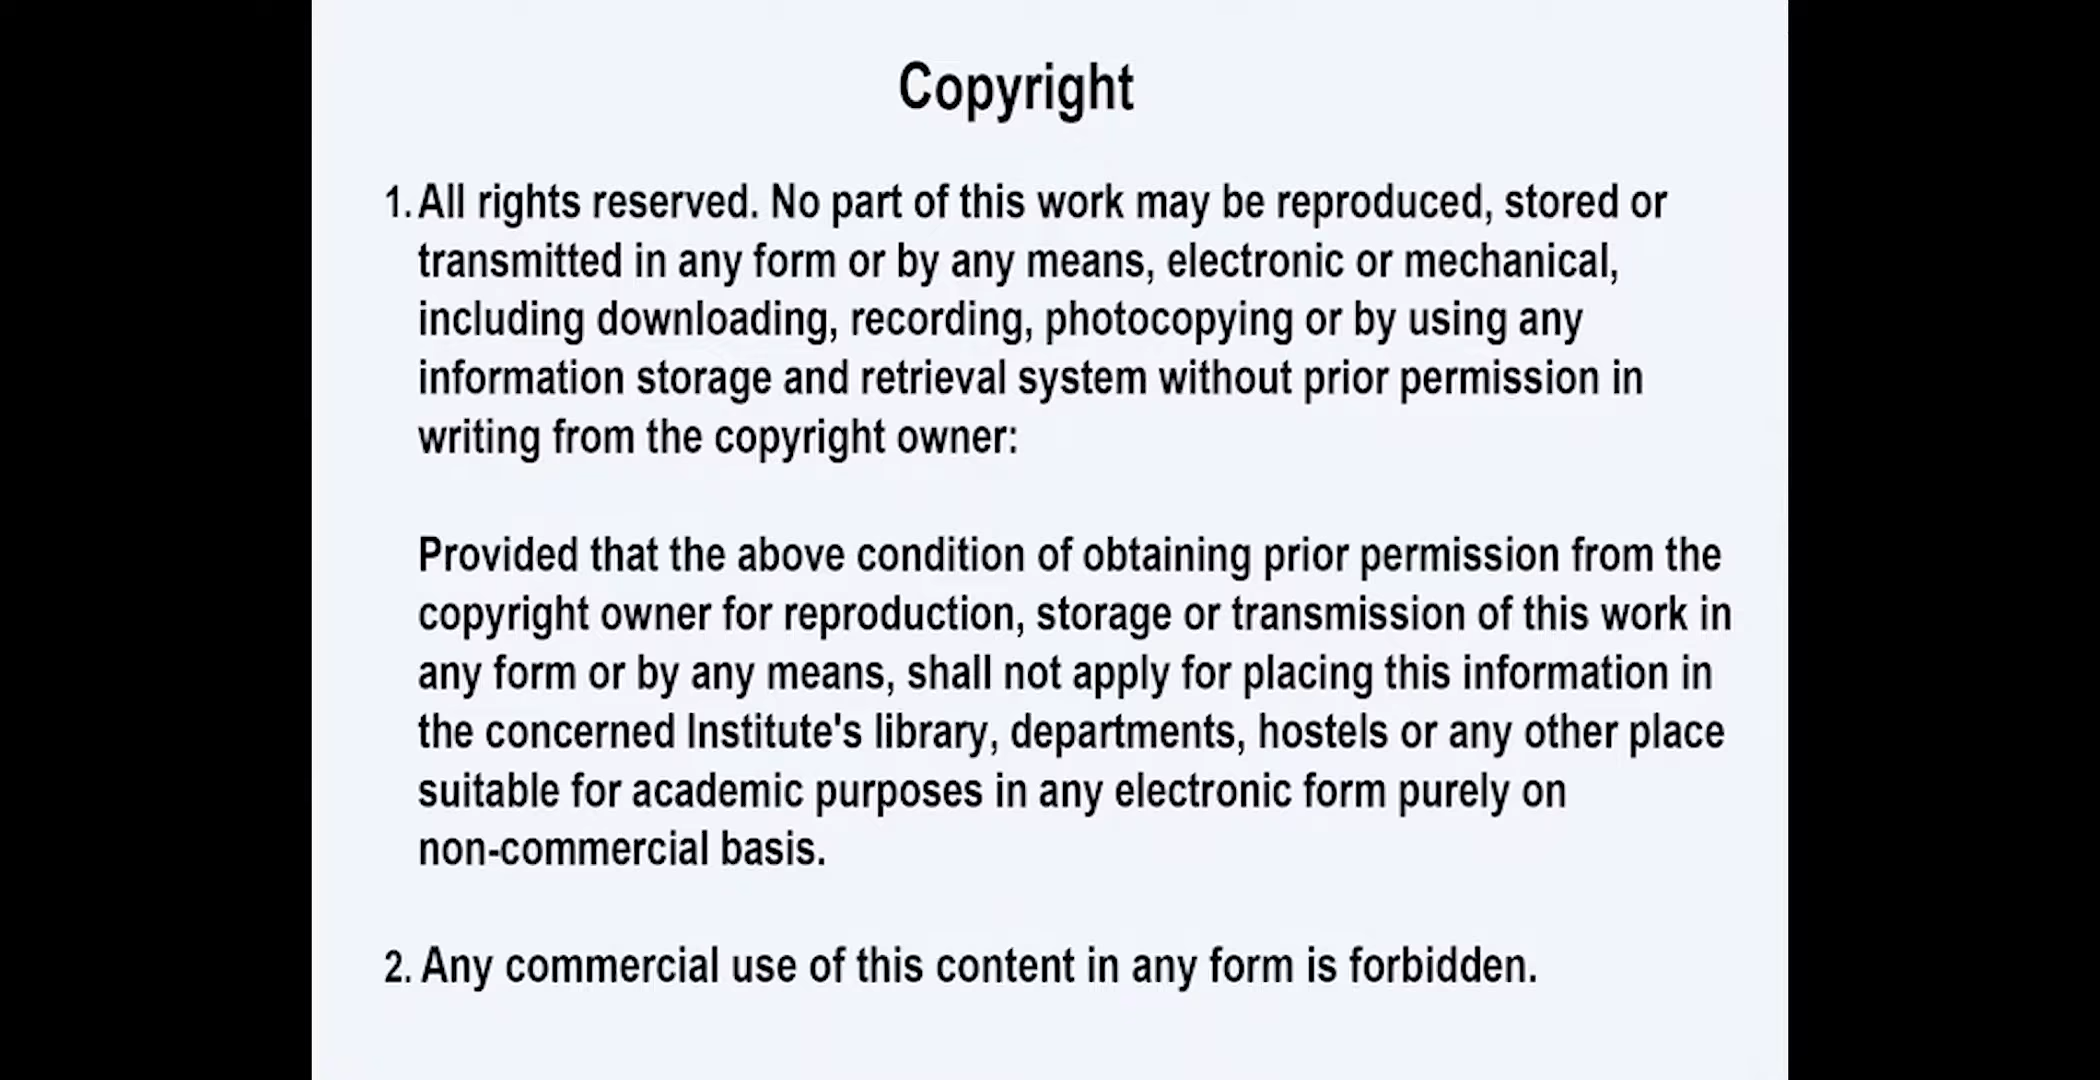 Copyright
1. All rights reserved. No part of this work may be reproduced, stored or
transmitted in any form or by any means, electronic or mechanical,
including downloading, recording, photocopying or by using any
information storage and retrieval system without prior permission in
writing from the copyright owner:
Provided that the above condition of obtaining prior permission from the
copyright owner for reproduction, storage or transmission of this work in
any form or by any means, shall not apply for placing this information in
the concerned Institute's library, departments, hostels or any other place
suitable for academic purposes in any electronic form purely on
non-commercial basis.
2. Any commercial use of this content in any form is forbidden.